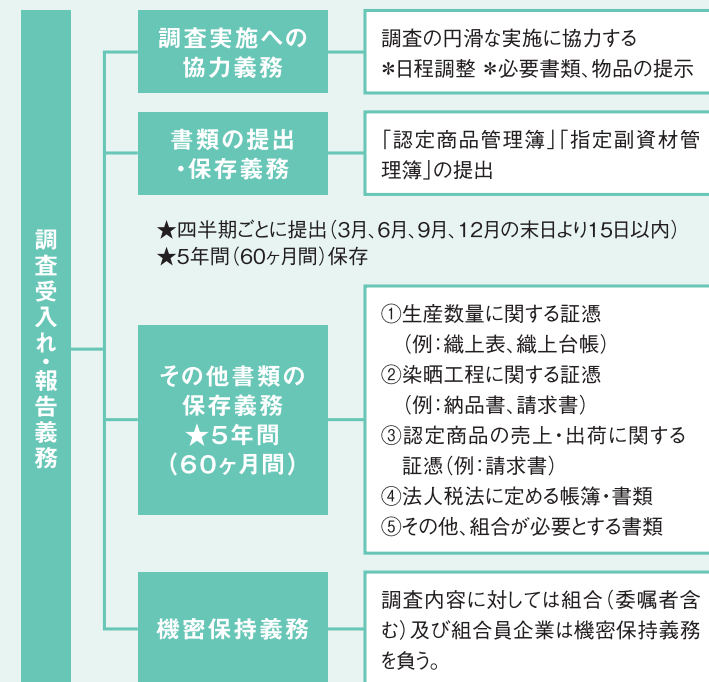 調査受入れ・報告義務
調査実施への
協力義務
調査の円滑な実施に協力する
＊日程調整 ＊必要書類、物品の提示
書類の提出
・保存義務
「認定商品管理簿」「指定副資材管
理簿」の提出
★四半期ごとに提出（3月、6月、9月、12月の末日より15日以内）
★5年間（60ヶ月間）保存
その他書類の
保存義務
★5年間
（60ヶ月間）
①生産数量に関する証憑
（例：織上表、織上台帳）
②染晒工程に関する証憑
（例：納品書、請求書）
③認定商品の売上・出荷に関する
証憑（例：請求書）
④法人税法に定める帳簿・書類
⑤その他、組合が必要とする書類
機密保持義務
調査内容に対しては組合（委嘱者含
む）及び組合員企業は機密保持義務
を負う。